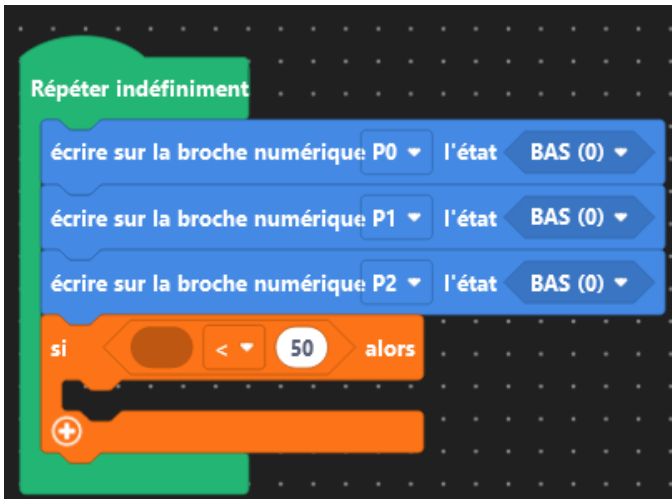 Répéter indéfiniment
écrire sur la broche numérique P0 l'état BAS (0)
écrire sur la broche numérique P1 l'état BAS (0)
écrire sur la broche numérique P2 l'état BAS (0)
si < 50 alors